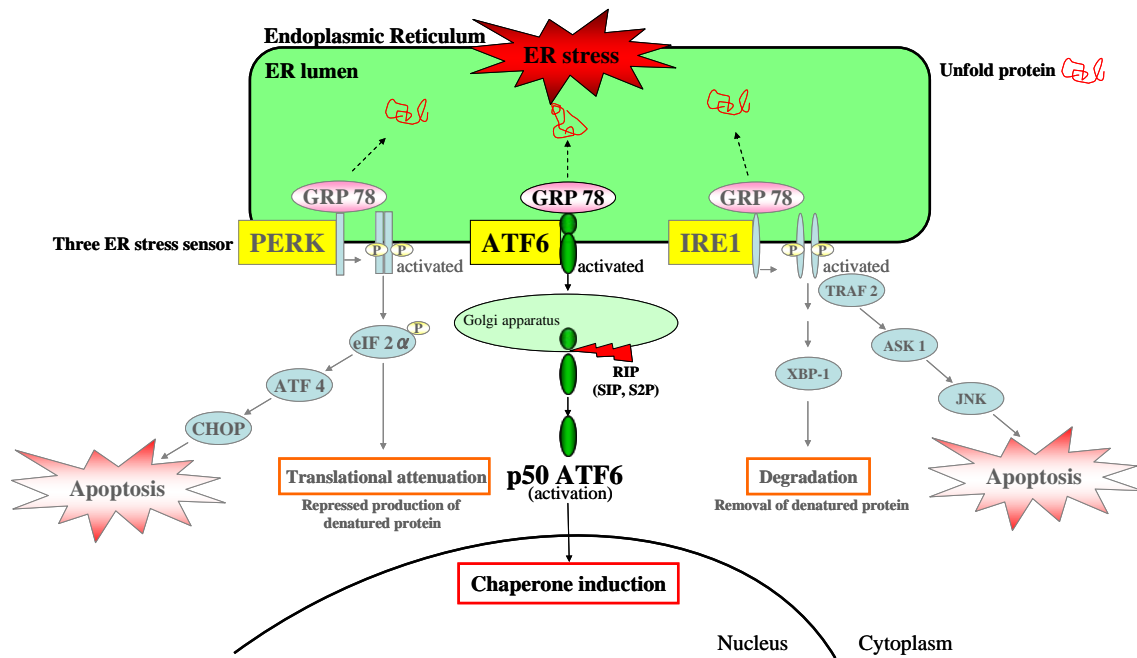 Endoplasmic Reticulum
ER stress
ER lumen
Unfold protein
GRP 78
GRP 78
GRP 78
Three ER stress sensor
PERK
P
P
activated
ATF6
activated
IRE1
P
P
activated
TRAF 2
Golgi apparatus
eIF 2 α
P
RIP
(SIP, S2P)
ASK 1
ATF 4
XBP-1
JNK
CHOP
Apoptosis
Translational attenuation
Repressed production of
denatured protein
p50 ATF6
(activation)
Degradation
Removal of denatured protein
Apoptosis
Chaperone induction
Nucleus
Cytoplasm